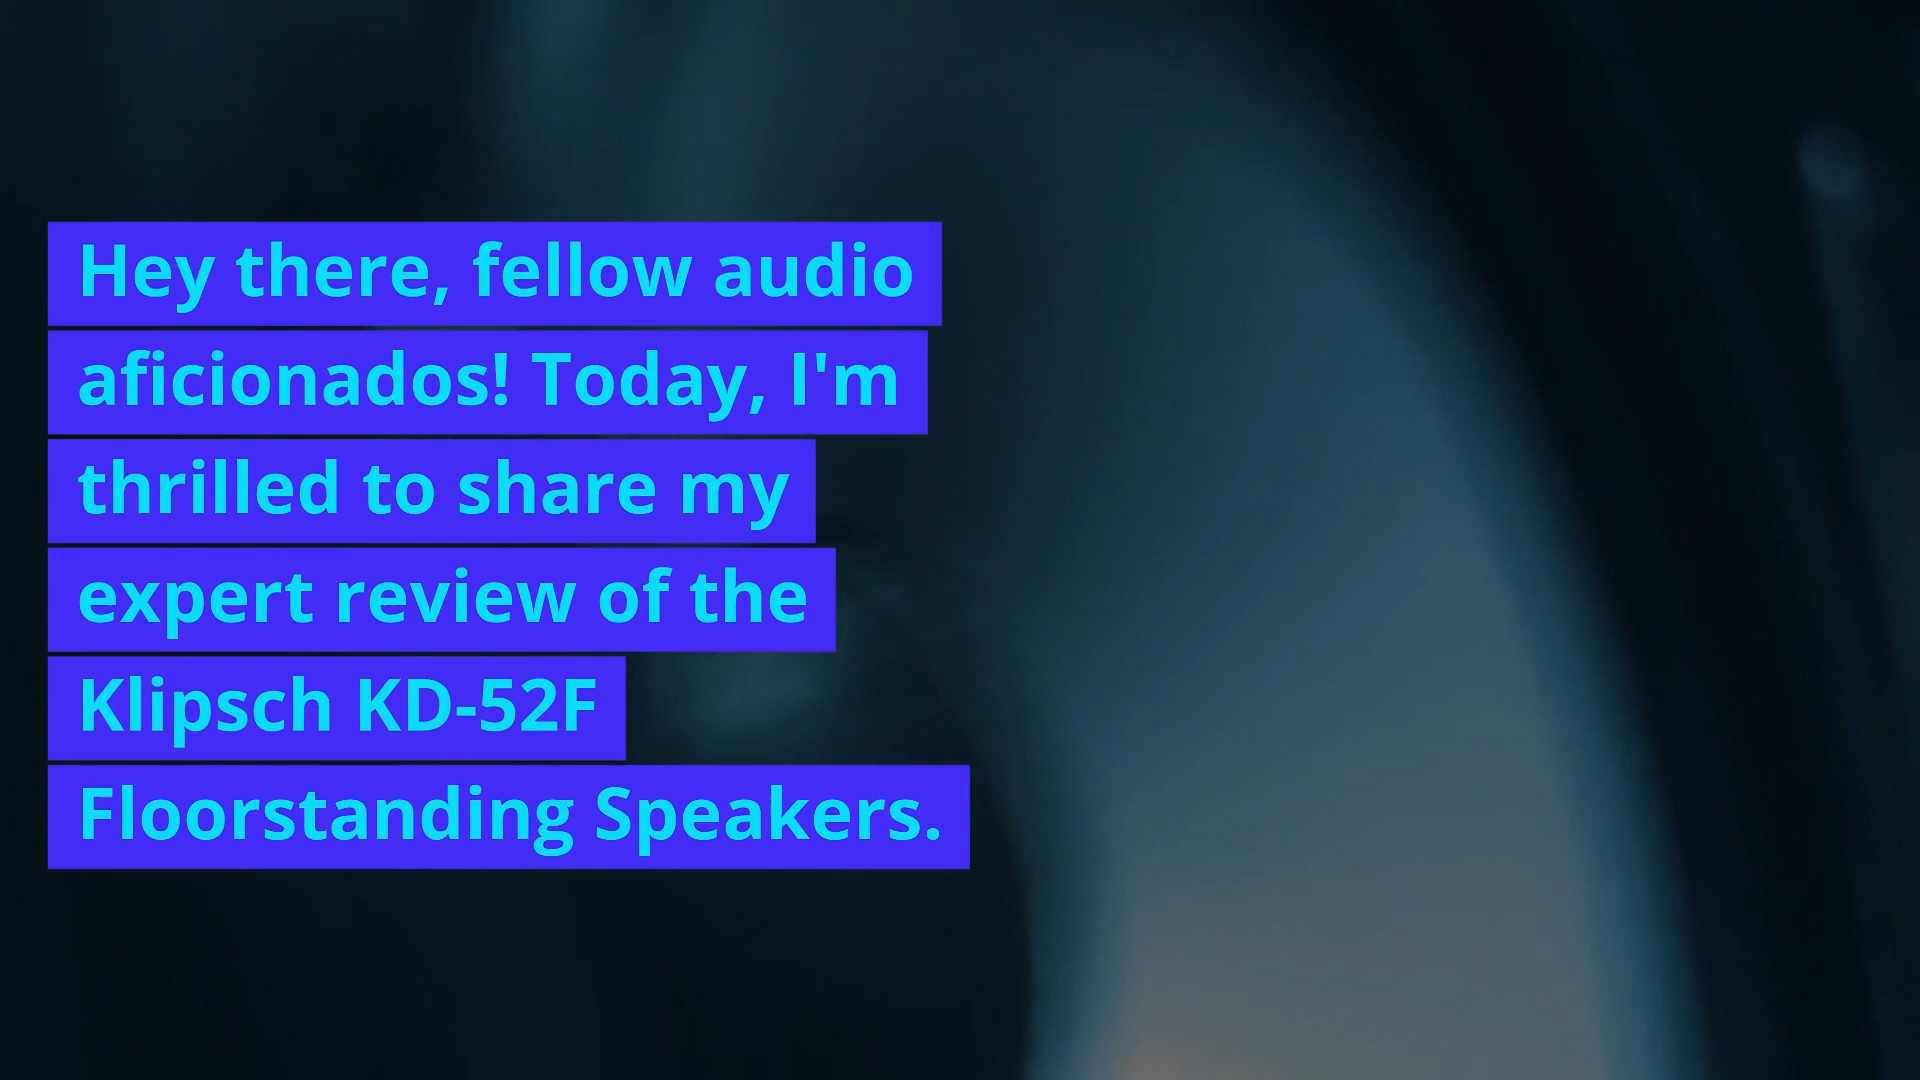 Hey there, fellow audio
aficionados! Today, I'm
thrilled to share my
expert review of the
Klipsch KD-52F
Floorstanding Speakers.